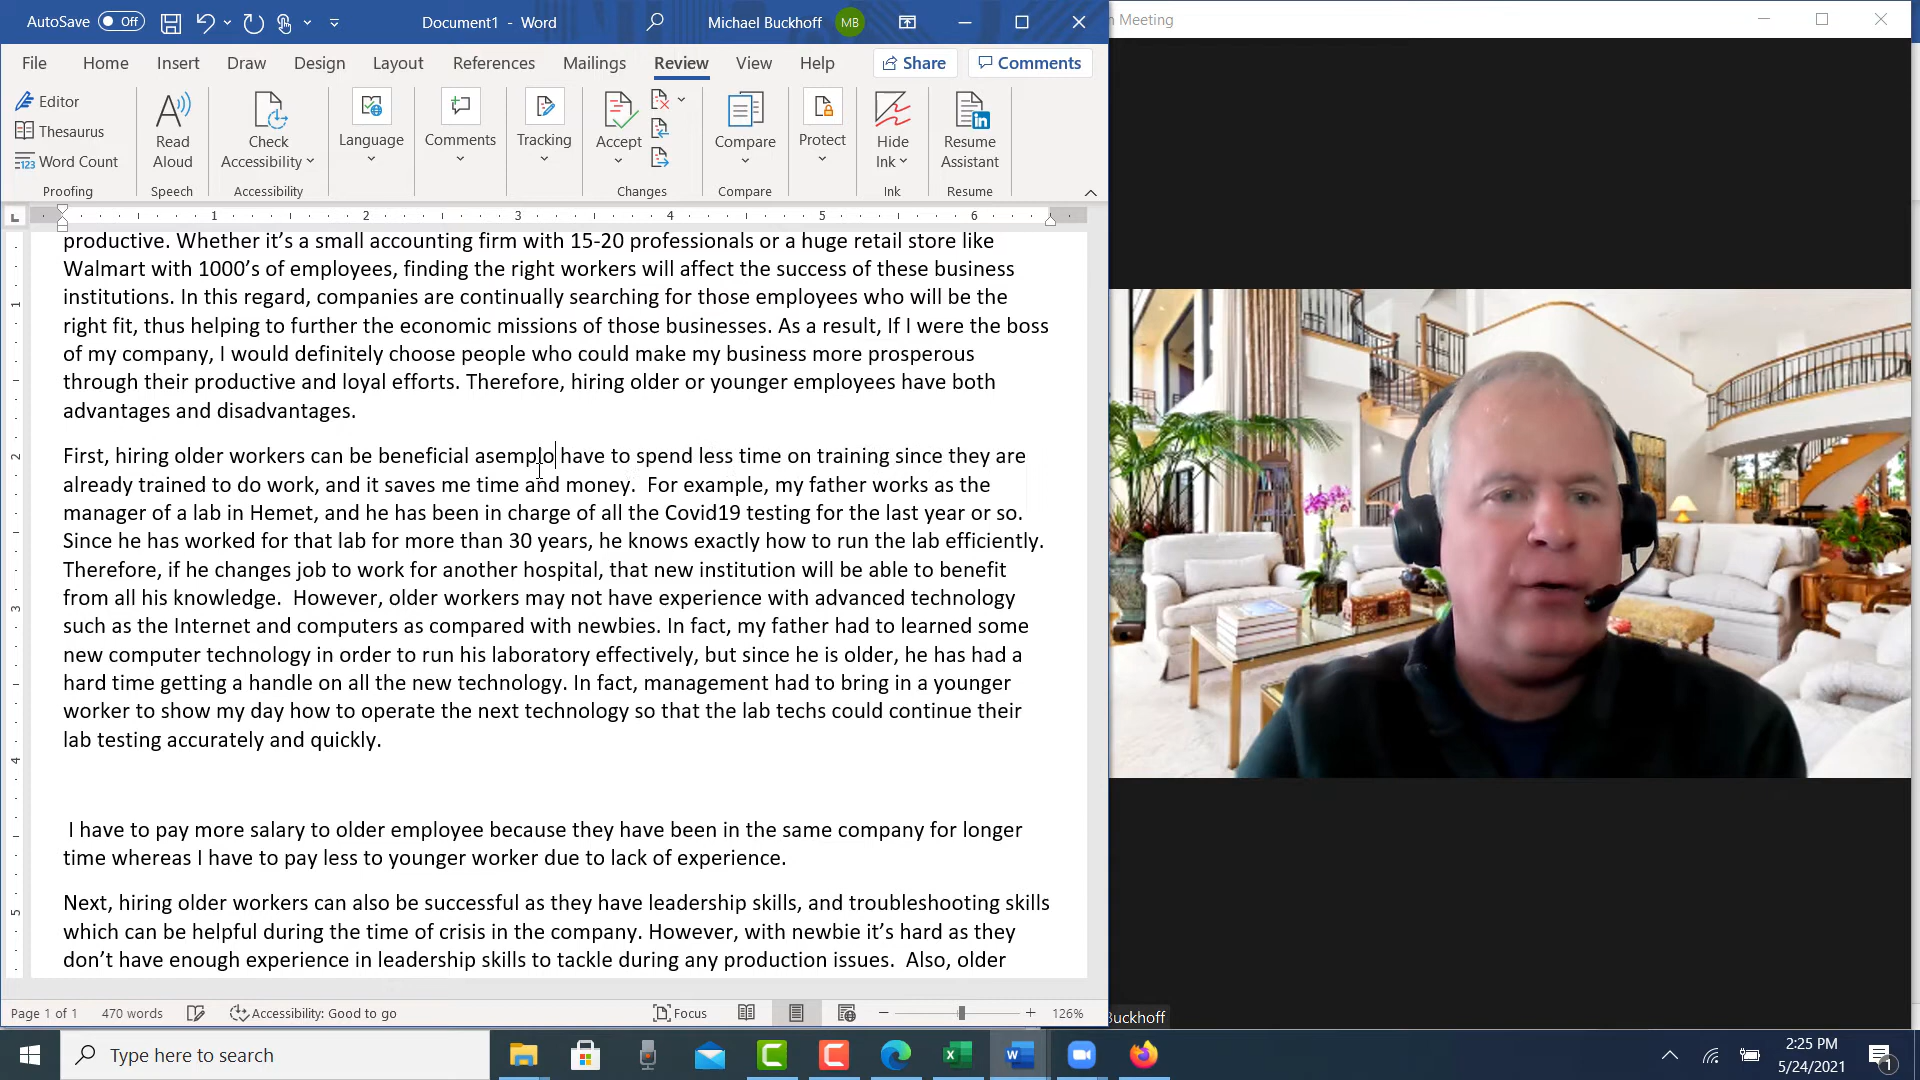 AutoSave Off Document1 - Word Michael Buckhoff MB
Meeting
File Home Insert Draw Design Layout References Mailings Review View Help Share Comments
Editor
Thesaurus
Word Count
Proofing
Read Aloud
Speech
Check Accessibility
Accessibility
Language
Comments
Tracking
Accept
Changes
Compare
Compare
Protect
Hide Ink
Ink
Resume Assistant
Resume
1 2 3 4 5 6
productive. Whether it’s a small accounting firm with 15-20 professionals or a huge retail store like
Walmart with 1000’s of employees, finding the right workers will affect the success of these business
institutions. In this regard, companies are continually searching for those employees who will be the
right fit, thus helping to further the economic missions of those businesses. As a result, If I were the boss
of my company, I would definitely choose people who could make my business more prosperous
through their productive and loyal efforts. Therefore, hiring older or younger employees have both
advantages and disadvantages.
First, hiring older workers can be beneficial asemplo have to spend less time on training since they are
already trained to do work, and it saves me time and money.  For example, my father works as the
manager of a lab in Hemet, and he has been in charge of all the Covid19 testing for the last year or so.
Since he has worked for that lab for more than 30 years, he knows exactly how to run the lab efficiently.
Therefore, if he changes job to work for another hospital, that new institution will be able to benefit
from all his knowledge.  However, older workers may not have experience with advanced technology
such as the Internet and computers as compared with newbies. In fact, my father had to learned some
new computer technology in order to run his laboratory effectively, but since he is older, he has had a
hard time getting a handle on all the new technology. In fact, management had to bring in a younger
worker to show my day how to operate the next technology so that the lab techs could continue their
lab testing accurately and quickly.
I have to pay more salary to older employee because they have been in the same company for longer
time whereas I have to pay less to younger worker due to lack of experience.
Next, hiring older workers can also be successful as they have leadership skills, and troubleshooting skills
which can be helpful during the time of crisis in the company. However, with newbie it’s hard as they
don’t have enough experience in leadership skills to tackle during any production issues.  Also, older
1
2
3
4
5
Page 1 of 1 470 words Accessibility: Good to go Focus 126%
Buckhoff
Type here to search
2:25 PM
5/24/2021
1